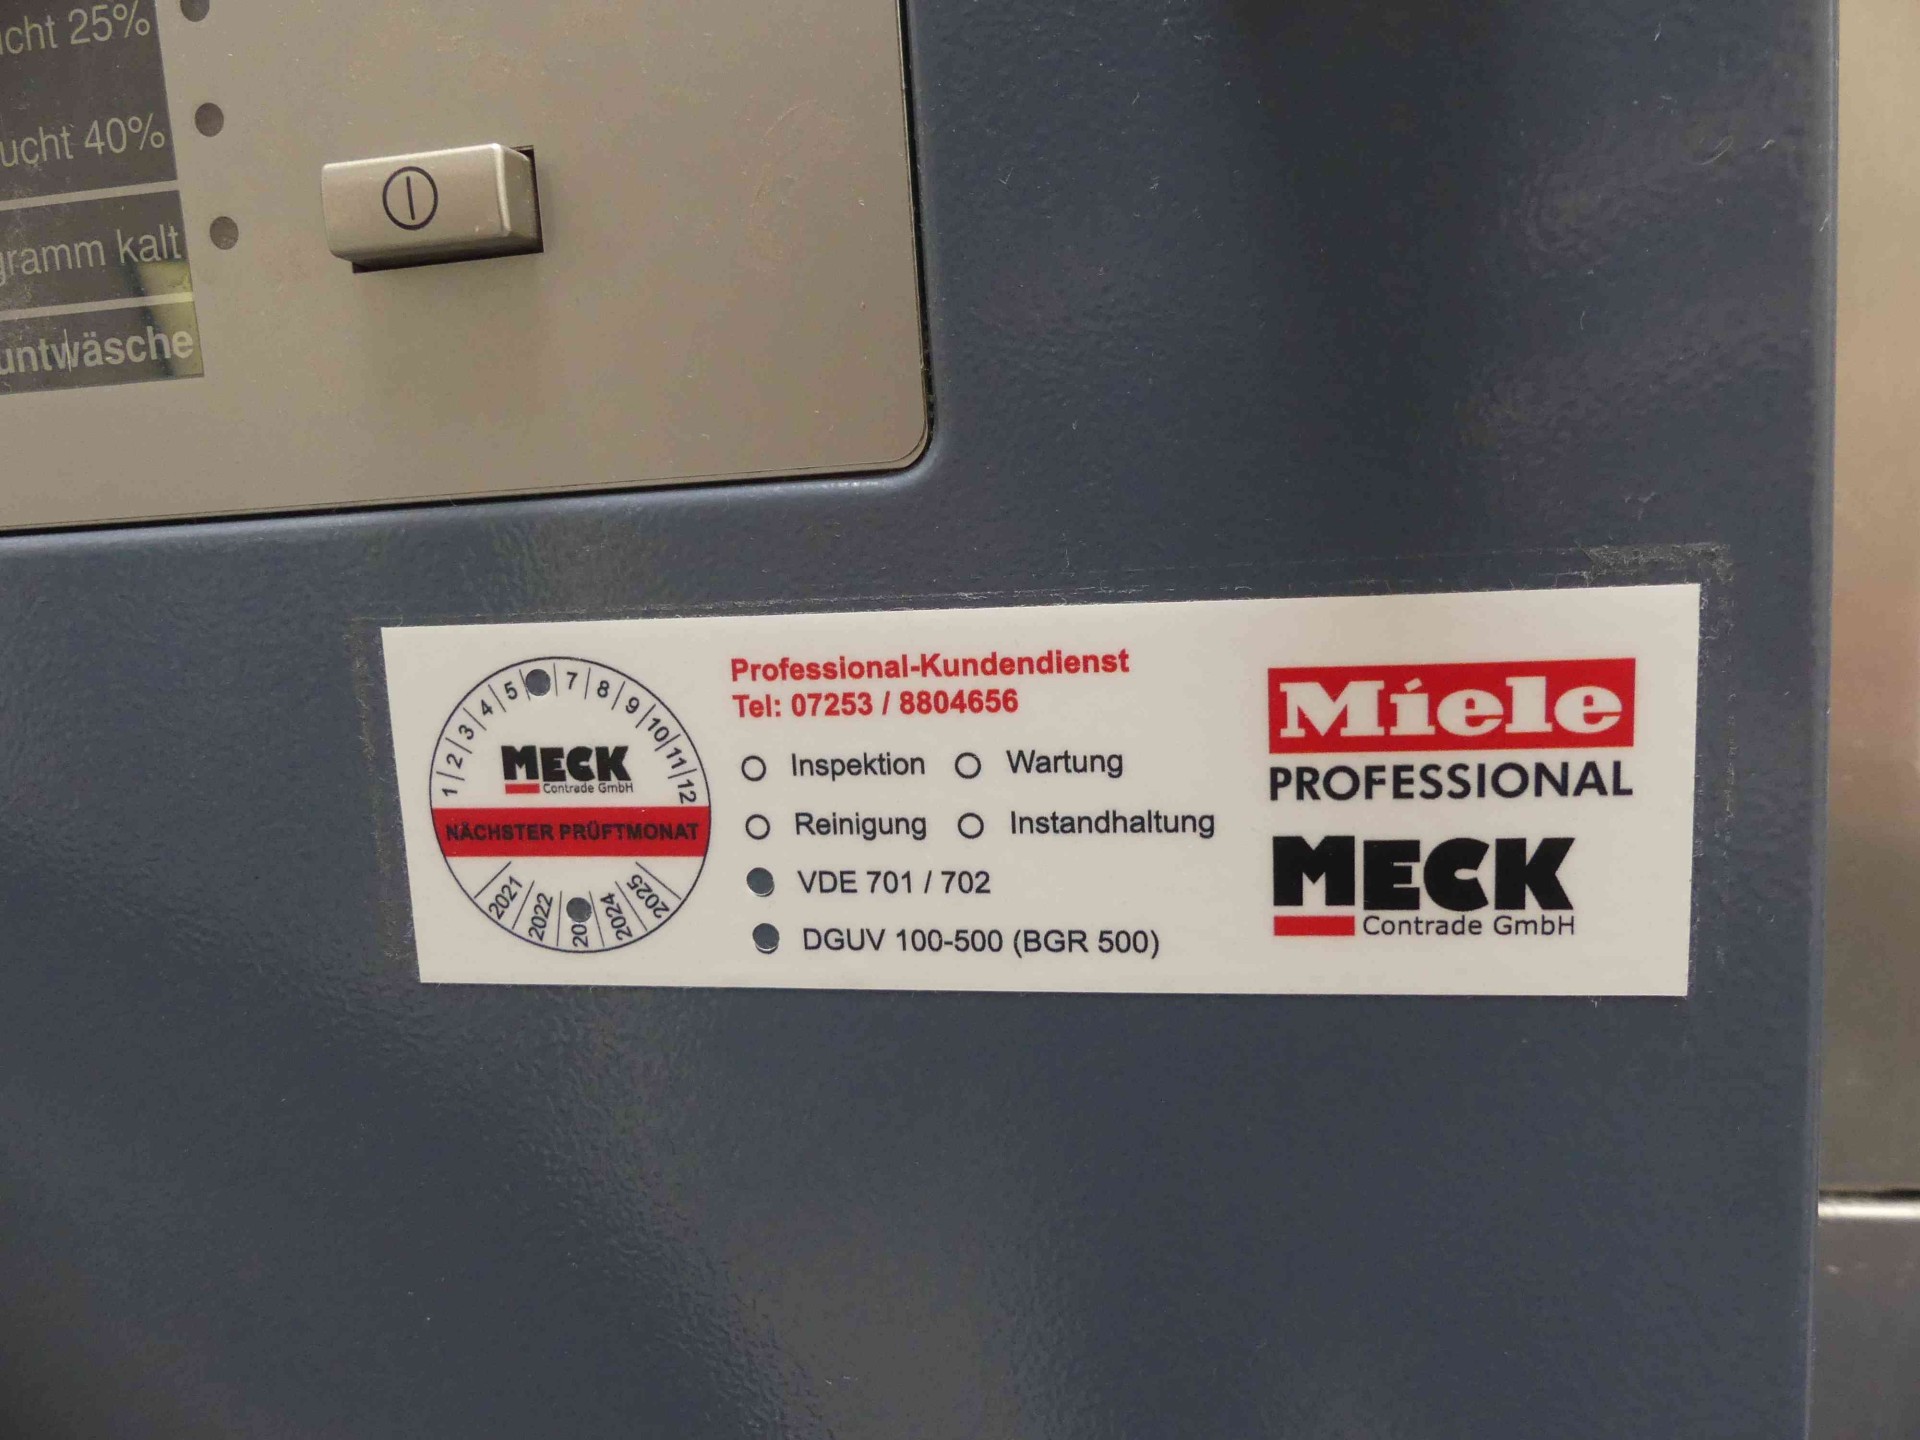 icht 25%
ucht 40%
gramm kalt
untwäsche
Professional-Kundendienst
Tel: 07253 / 8804656
Inspektion Wartung
Reinigung Instandhaltung
VDE 701 / 702
DGUV 100-500 (BGR 500)
1 2 3 4 5 7 8 9 10 11 12
MECK
Contrade GmbH
NÄCHSTER PRÜFTMONAT
2021 2022 20 2024 2025
Miele
PROFESSIONAL
MECK
Contrade GmbH